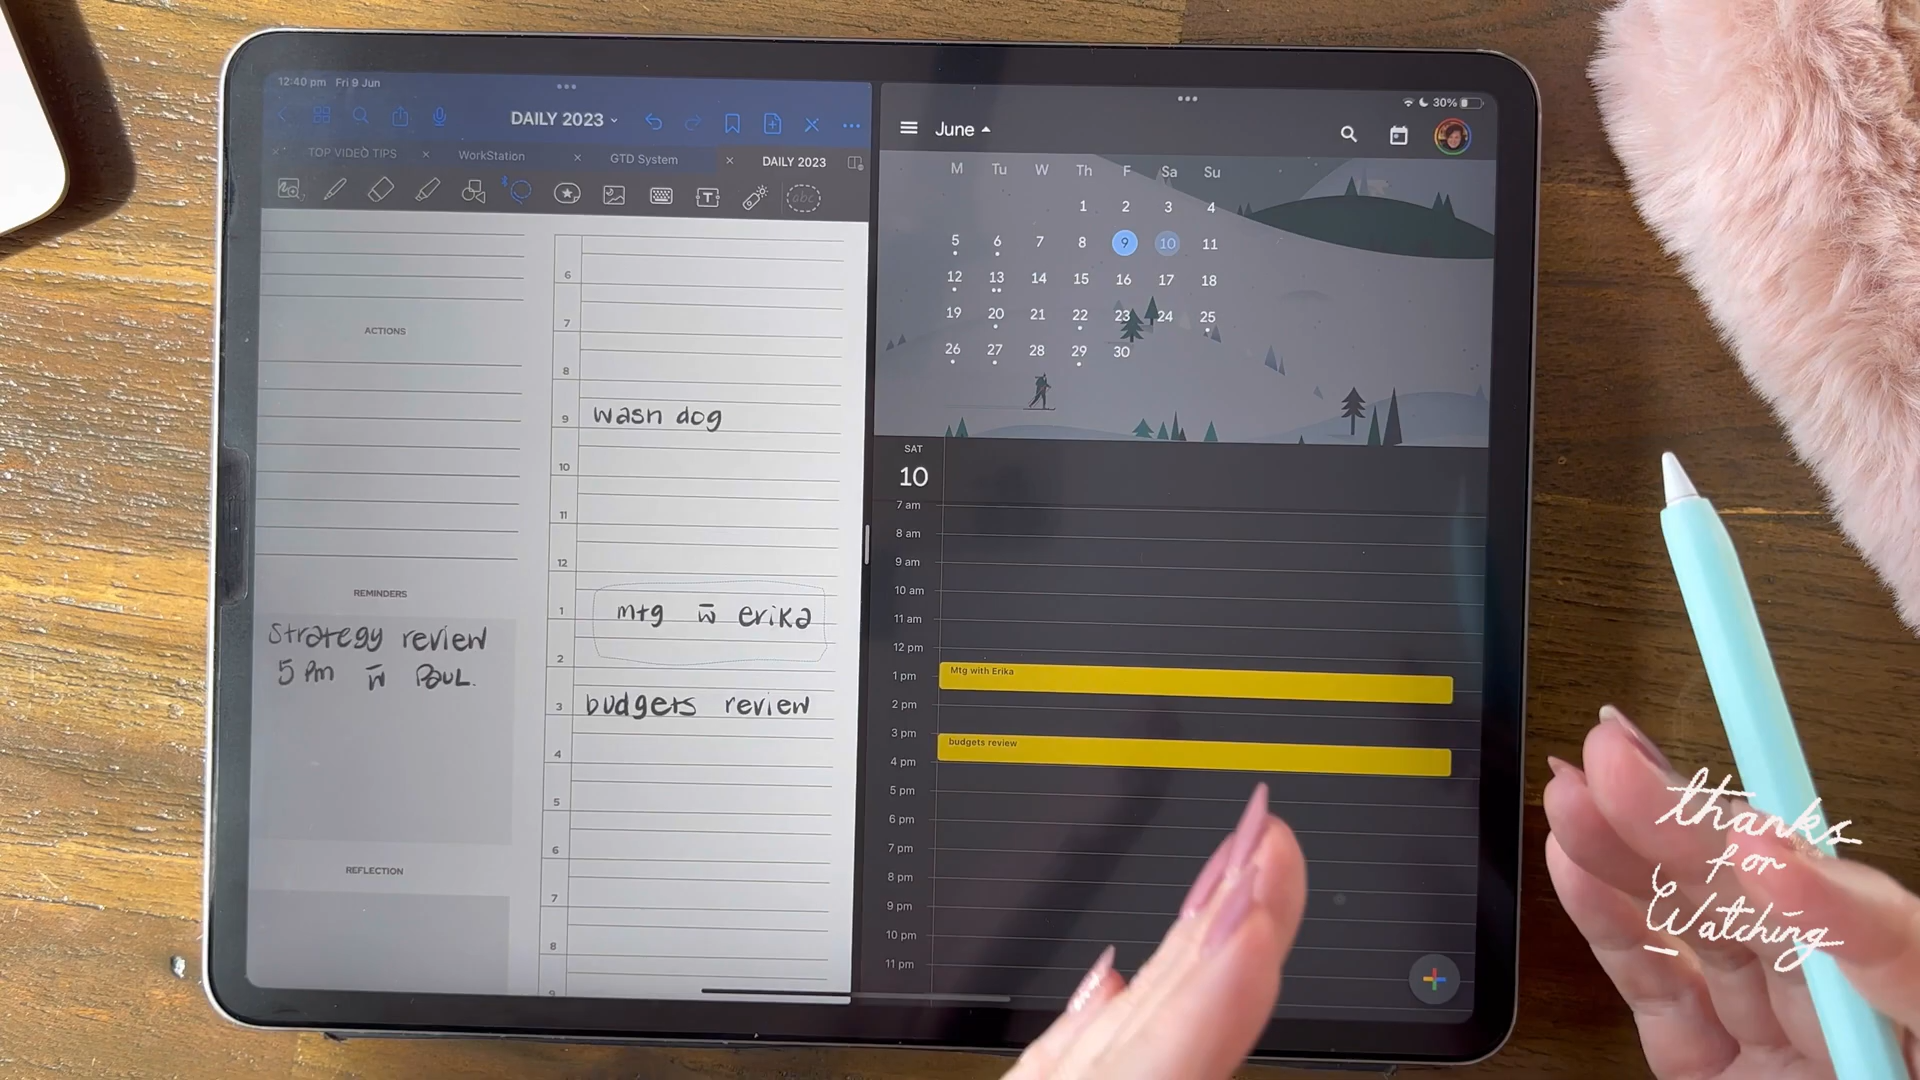 12:40 pm Fri 9 Jun
DAILY 2023
TOP VIDEO TIPS
WorkStation
GTD System
DAILY 2023
abc
ACTIONS
REMINDERS
Strategy review
5 Pm w̄ PauL.
REFLECTION
6
7
8
9 wash dog
10
11
12
1 mtg w̄ erika
2
3 budgets review
4
5
6
7
8
9
30%
June
M Tu W Th F Sa Su
1 2 3 4
5 6 7 8 9 10 11
12 13 14 15 16 17 18
19 20 21 22 23 24 25
26 27 28 29 30
SAT
10
7 am
8 am
9 am
10 am
11 am
12 pm
Mtg with Erika
1 pm
2 pm
3 pm
budgets review
4 pm
5 pm
6 pm
7 pm
8 pm
9 pm
10 pm
11 pm
thanks
for
Watching